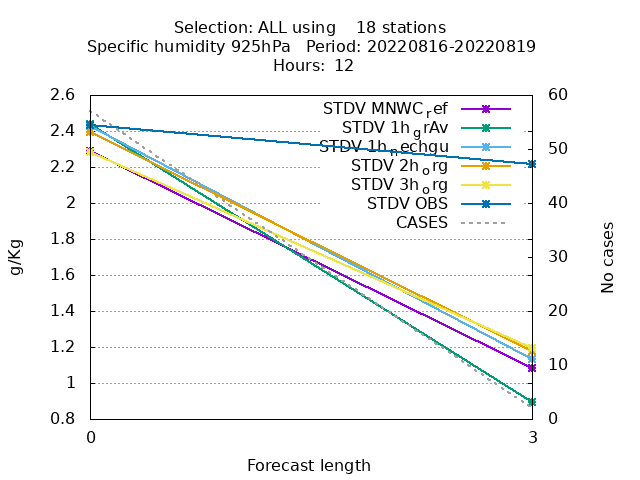 Selection: ALL using    18 stations
Specific humidity 925hPa   Period: 20220816-20220819
Hours:  12
2.6
2.4
2.2
2
1.8
1.6
1.4
1.2
1
0.8
g/Kg
STDV MNWC_ref
STDV 1h_grAv
STDV 1h_nechgu
STDV 2h_org
STDV 3h_org
STDV OBS
CASES
60
50
40
30
20
10
0
No cases
0
3
Forecast length